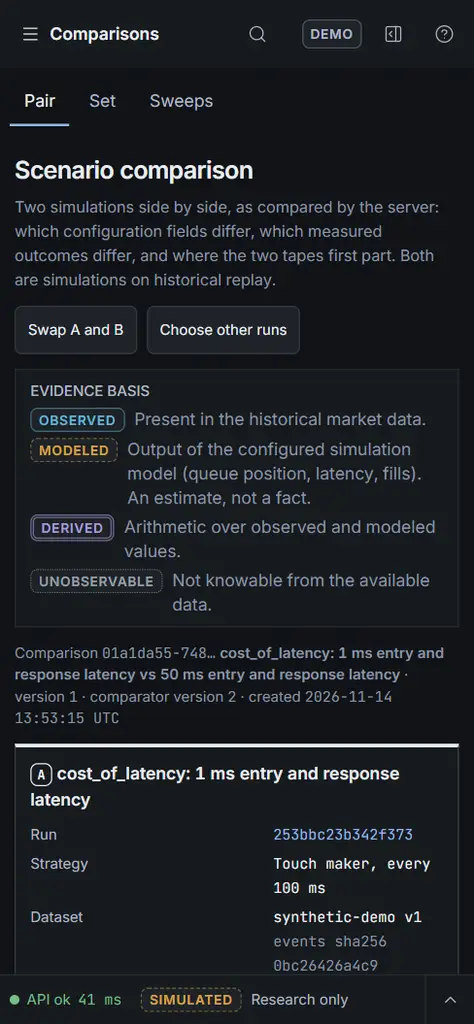 Comparisons
DEMO
Pair
Set
Sweeps
Scenario comparison
Two simulations side by side, as compared by the server:
which configuration fields differ, which measured
outcomes differ, and where the two tapes first part. Both
are simulations on historical replay.
Swap A and B
Choose other runs
EVIDENCE BASIS
OBSERVED Present in the historical market data.
MODELED Output of the configured simulation
model (queue position, latency, fills).
An estimate, not a fact.
DERIVED Arithmetic over observed and modeled
values.
UNOBSERVABLE Not knowable from the available
data.
Comparison 01a1da55-748… cost_of_latency: 1 ms entry and
response latency vs 50 ms entry and response latency ·
version 1 · comparator version 2 · created 2026-11-14
13:53:15 UTC
A cost_of_latency: 1 ms entry and response
latency
Run 253bbc23b342f373
Strategy Touch maker, every
100 ms
Dataset synthetic-demo v1
events sha256
0bc26426a4c9
API ok 41 ms SIMULATED Research only